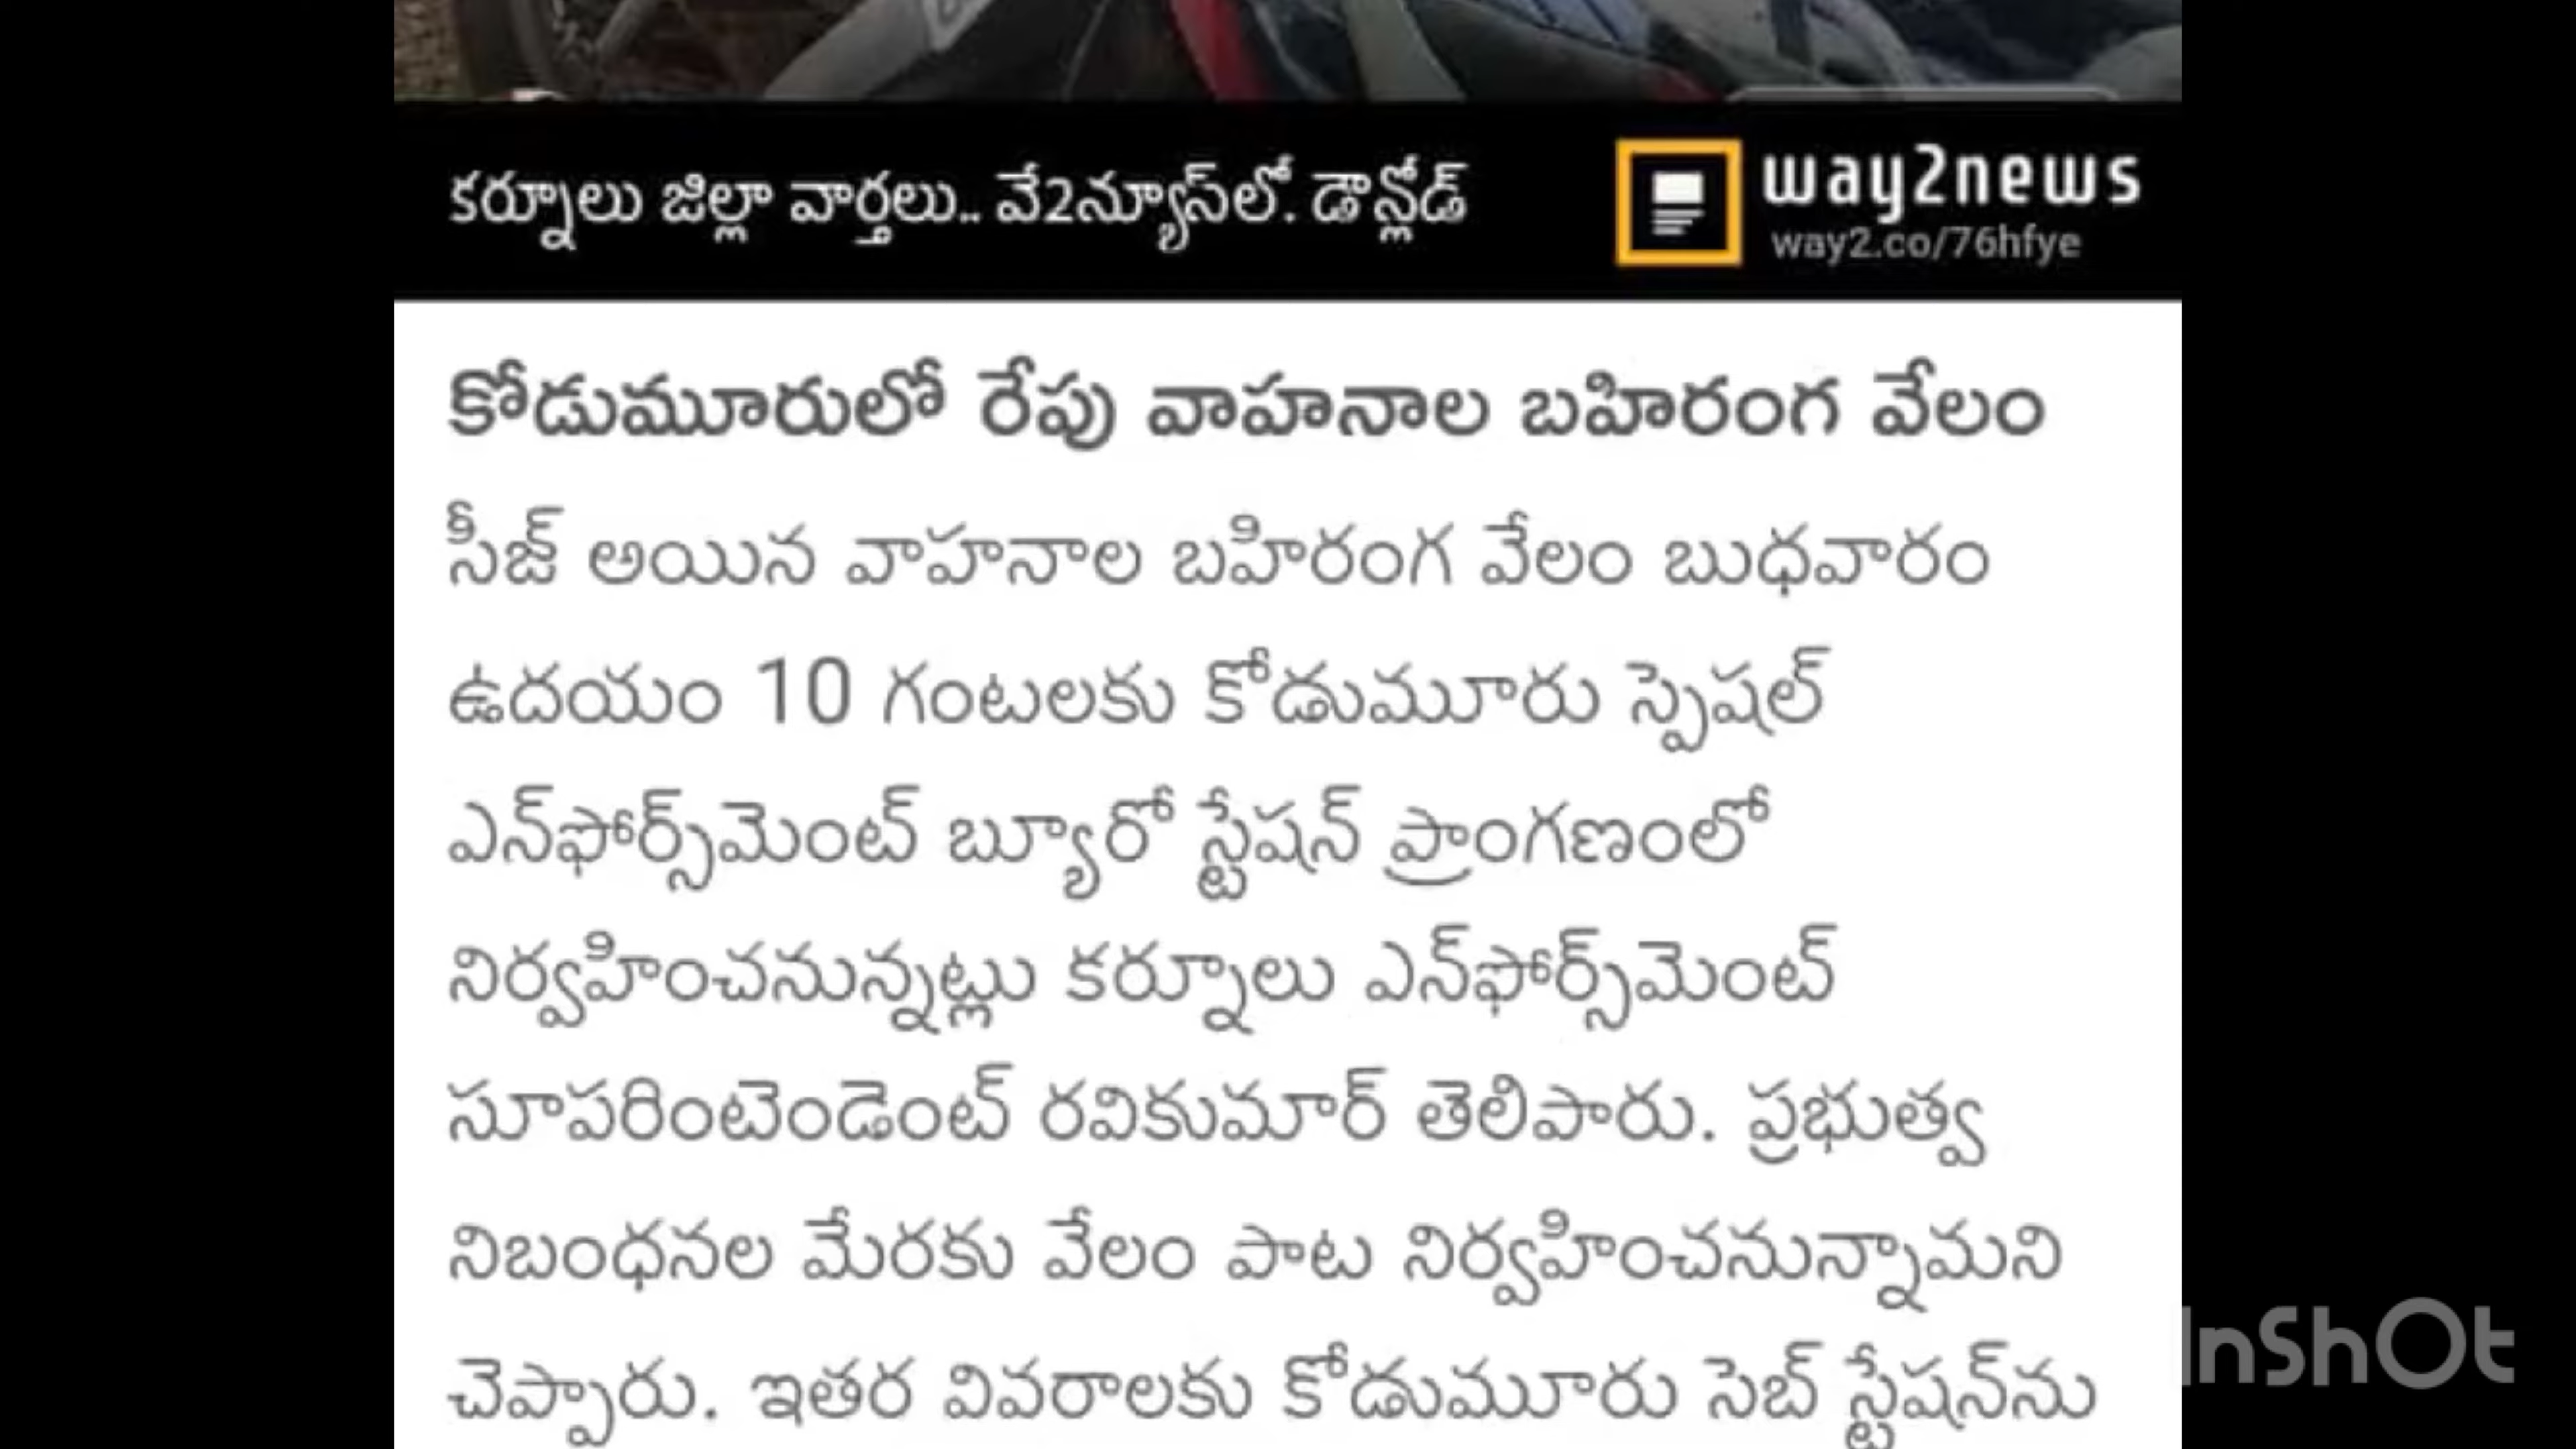 కర్నూలు జిల్లా వార్తలు.. వే2న్యూస్‌లో. డౌన్లోడ్
way2news
way2.co/76hfye
కోడుమూరులో రేపు వాహనాల బహిరంగ వేలం
సీజ్ అయిన వాహనాల బహిరంగ వేలం బుధవారం
ఉదయం 10 గంటలకు కోడుమూరు స్పెషల్
ఎన్‌ఫోర్స్‌మెంట్ బ్యూరో స్టేషన్ ప్రాంగణంలో
నిర్వహించనున్నట్లు కర్నూలు ఎన్‌ఫోర్స్‌మెంట్
సూపరింటెండెంట్ రవికుమార్ తెలిపారు. ప్రభుత్వ
నిబంధనల మేరకు వేలం పాట నిర్వహించనున్నామని
చెప్పారు. ఇతర వివరాలకు కోడుమూరు సెబ్ స్టేషన్‌ను
InShOt